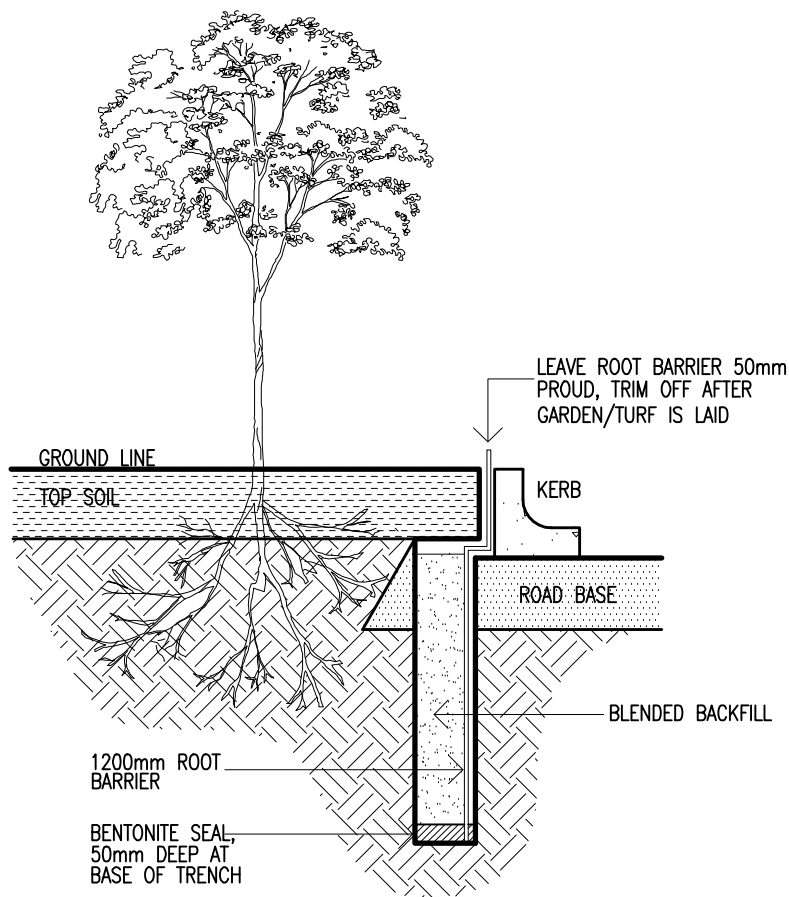 LEAVE ROOT BARRIER 50mm
PROUD, TRIM OFF AFTER
GARDEN/TURF IS LAID
GROUND LINE
TOP SOIL
KERB
ROAD BASE
BLENDED BACKFILL
1200mm ROOT
BARRIER
BENTONITE SEAL,
50mm DEEP AT
BASE OF TRENCH